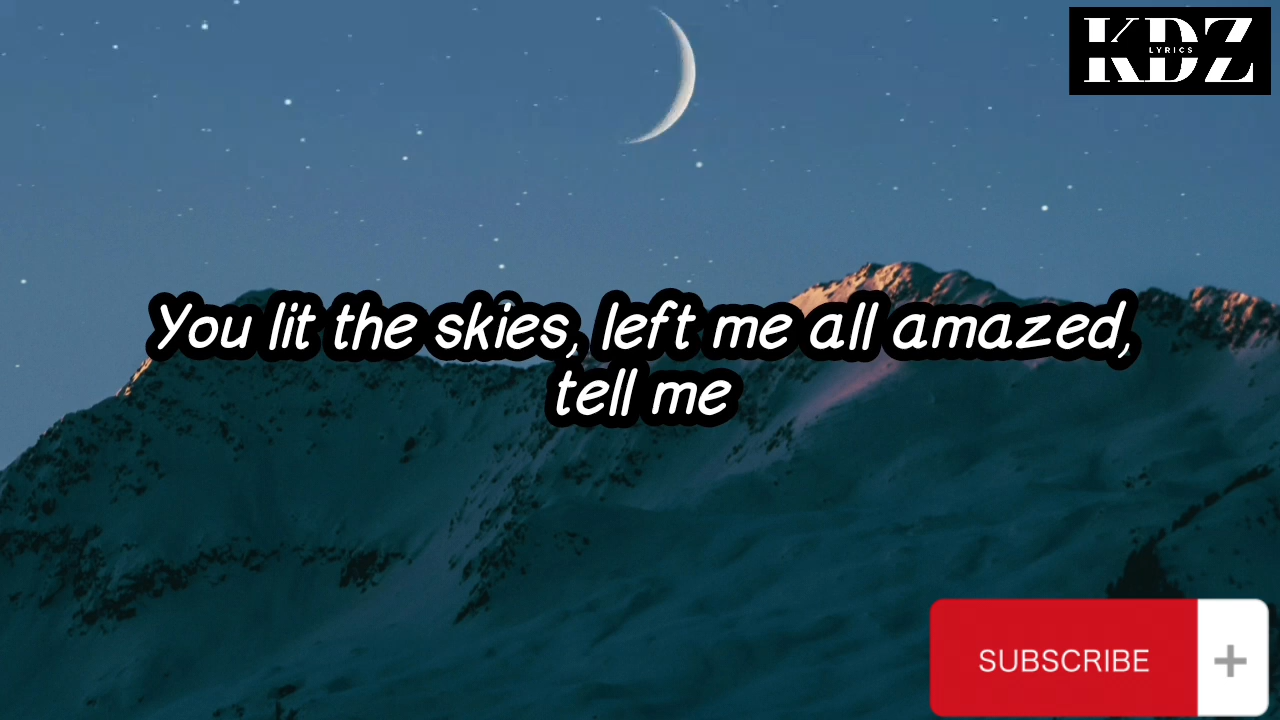 KDZ
LYRICS
You lit the skies, left me all amazed,
tell me
SUBSCRIBE